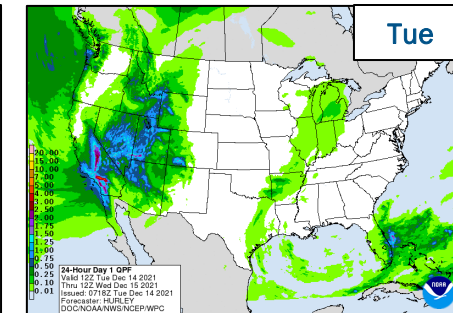 Tue
20.00
15.00
10.00
7.00
5.00
4.00
3.00
2.50
2.00
1.75
1.50
1.25
1.00
0.75
0.50
0.25
0.10
0.01
24-Hour Day 1 QPF
Valid 12Z Tue Dec 14 2021
Thru 12Z Wed Dec 15 2021
Issued: 0718Z Tue Dec 14 2021
Forecaster: HURLEY
DOC/NOAA/NWS/NCEP/WPC
NOAA